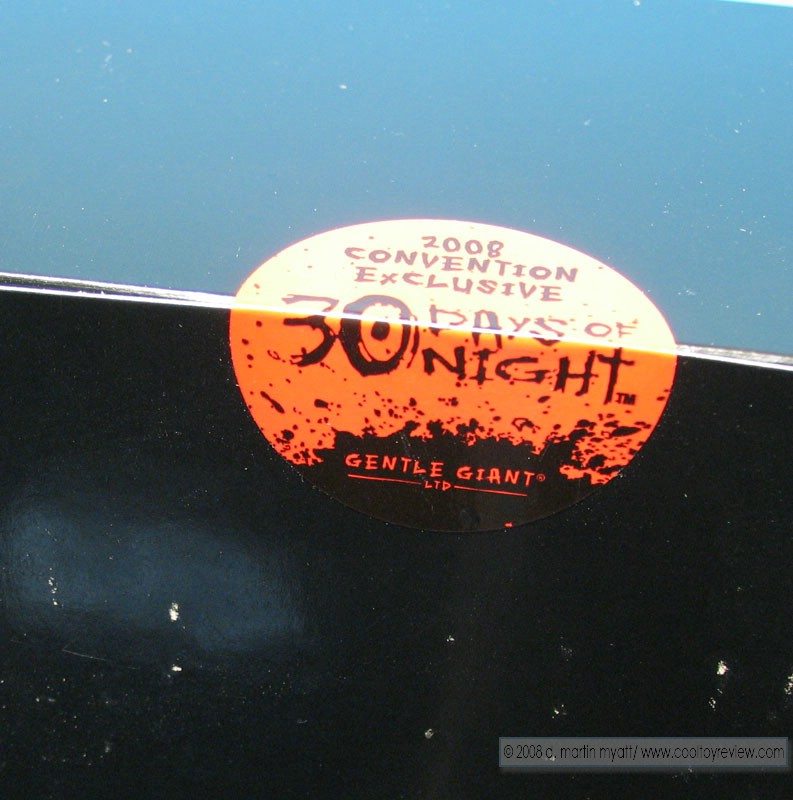 2008
CONVENTION
EXCLUSIVE
30 DAYS OF
NIGHT™
GENTLE GIANT®
LTD
© 2008 d. martin myatt/ www.cooltoyreview.com